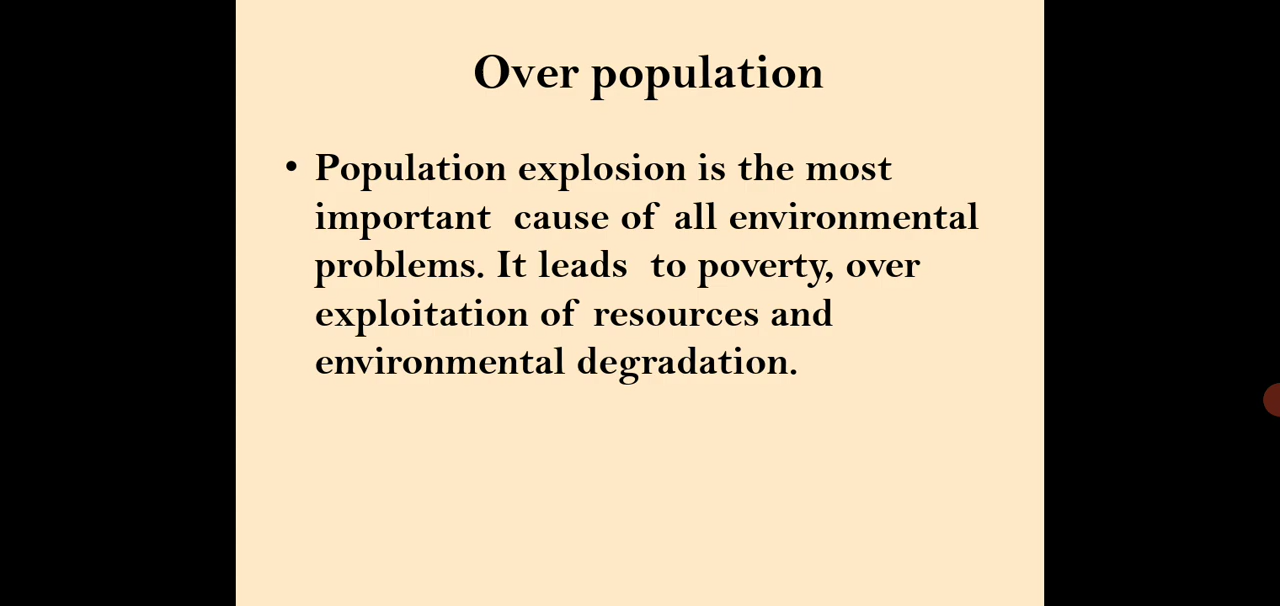 Over population
• Population explosion is the most
important cause of all environmental
problems. It leads to poverty, over
exploitation of resources and
environmental degradation.